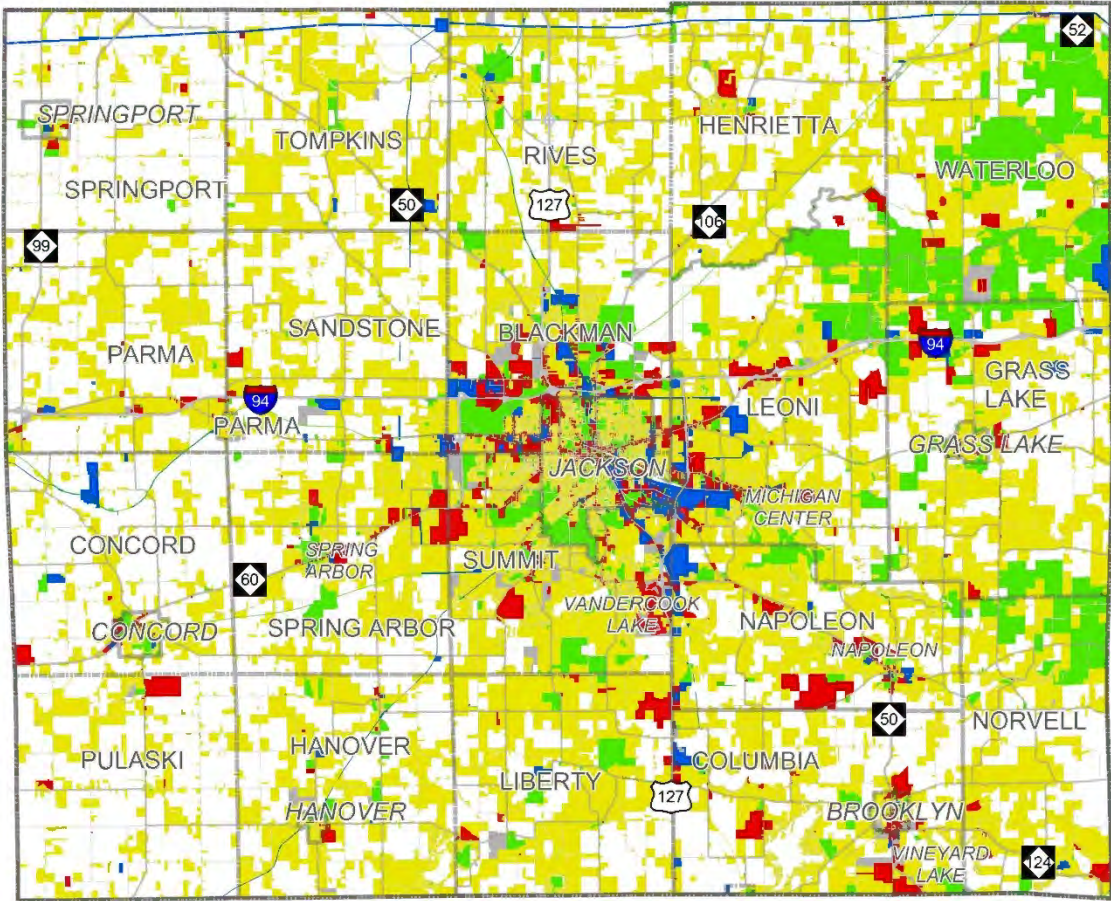 52
SPRINGPORT
TOMPKINS
RIVES
HENRIETTA
WATERLOO
SPRINGPORT
50
127
106
99
SANDSTONE
BLACKMAN
PARMA
94
GRASS
LAKE
94
PARMA
LEONI
GRASS LAKE
JACKSON
MICHIGAN
CENTER
CONCORD
SPRING
ARBOR
SUMMIT
60
VANDERCOOK
LAKE
CONCORD
SPRING ARBOR
NAPOLEON
NAPOLEON
50
NORVELL
PULASKI
HANOVER
LIBERTY
COLUMBIA
127
HANOVER
BROOKLYN
VINEYARD
LAKE
124